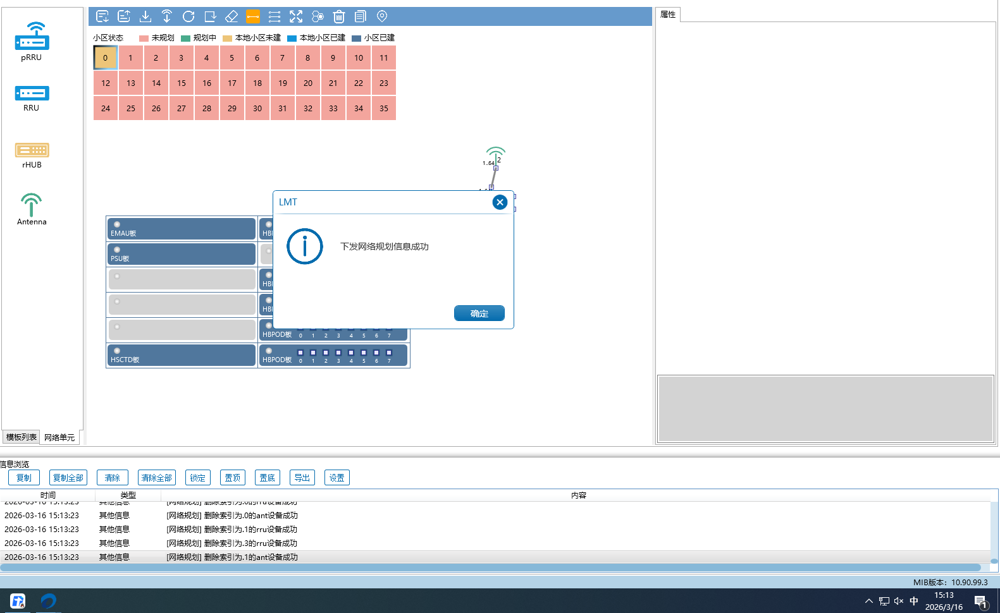 属性
小区状态 未规划 规划中 本地小区未建 本地小区已建 小区已建
0 1 2 3 4 5 6 7 8 9 10 11
12 13 14 15 16 17 18 19 20 21 22 23
24 25 26 27 28 29 30 31 32 33 34 35
pRRU
RRU
rHUB
Antenna
2
1..64
LMT
下发网络规划信息成功
确定
EMAU板
PSU板
HBPOD板 0 1 2 3 4 5 6 7
HSCTD板
HBPOD板 0 1 2 3 4 5 6 7
模板列表 网络单元
信息浏览
复制 复制全部 清除 清除全部 锁定 置顶 置底 导出 设置
时间 类型 内容
2026-03-16 15:13:23 其他信息 [网络规划] 删除索引为.0的rru设备成功
2026-03-16 15:13:23 其他信息 [网络规划] 删除索引为.0的ant设备成功
2026-03-16 15:13:23 其他信息 [网络规划] 删除索引为.1的rru设备成功
2026-03-16 15:13:23 其他信息 [网络规划] 删除索引为.3的rru设备成功
2026-03-16 15:13:23 其他信息 [网络规划] 删除索引为.1的ant设备成功
MIB版本: 10.90.99.3
中
15:13
2026/3/16
1